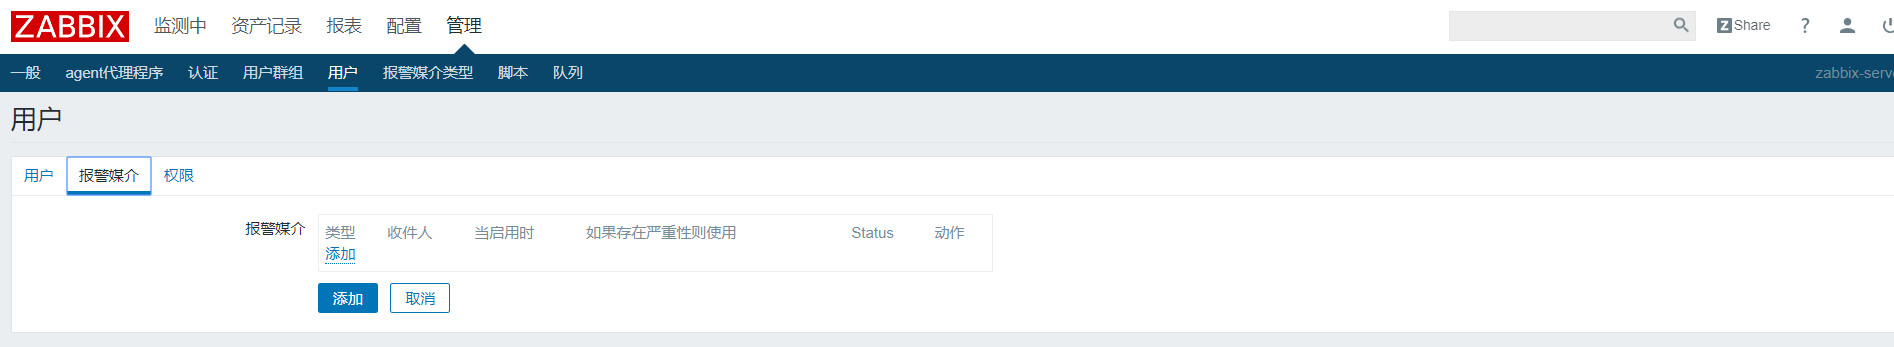 ZABBIX 监测中 资产记录 报表 配置 管理 Z Share ?
一般 agent代理程序 认证 用户群组 用户 报警媒介类型 脚本 队列
用户
用户 报警媒介 权限
报警媒介 类型 收件人 当启用时 如果存在严重性则使用 Status 动作
添加
添加 取消